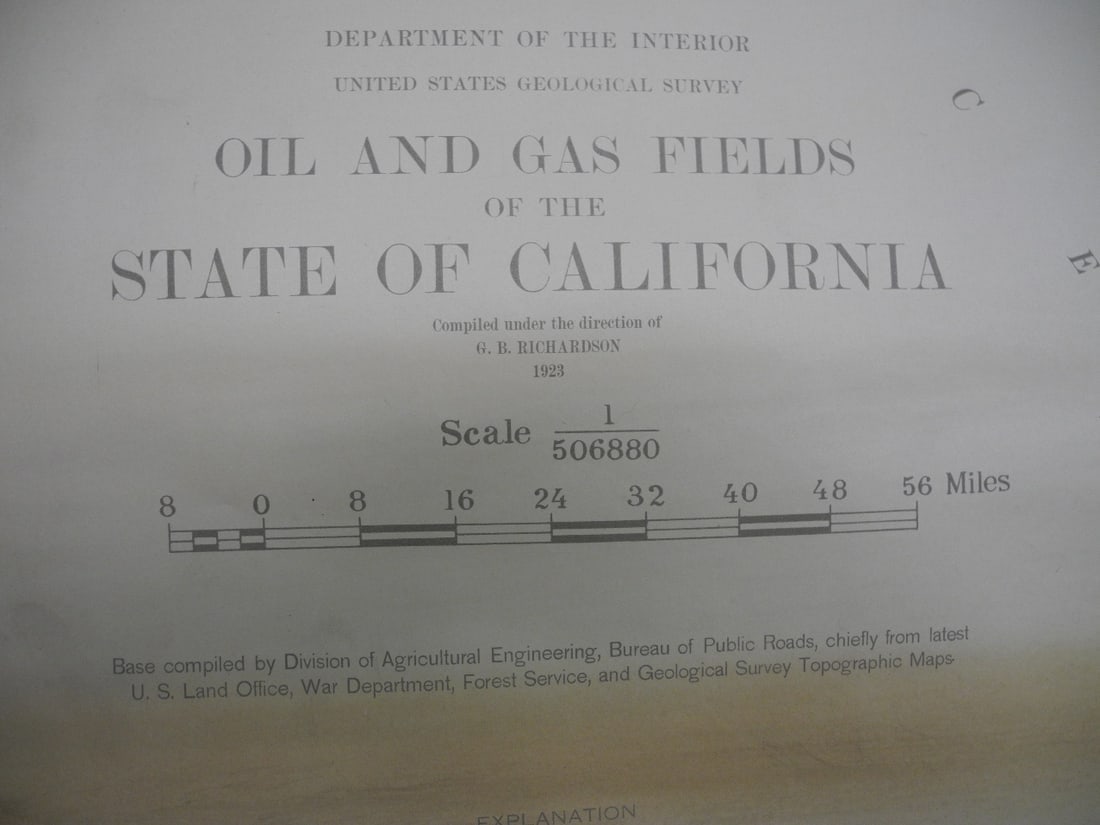 DEPARTMENT OF THE INTERIOR
UNITED STATES GEOLOGICAL SURVEY
C
OIL AND GAS FIELDS
OF THE
STATE OF CALIFORNIA
E
Compiled under the direction of
G. B. RICHARDSON
1923
Scale 1/506880
8 0 8 16 24 32 40 48 56 Miles
Base compiled by Division of Agricultural Engineering, Bureau of Public Roads, chiefly from latest
U. S. Land Office, War Department, Forest Service, and Geological Survey Topographic Maps.
EXPLANATION